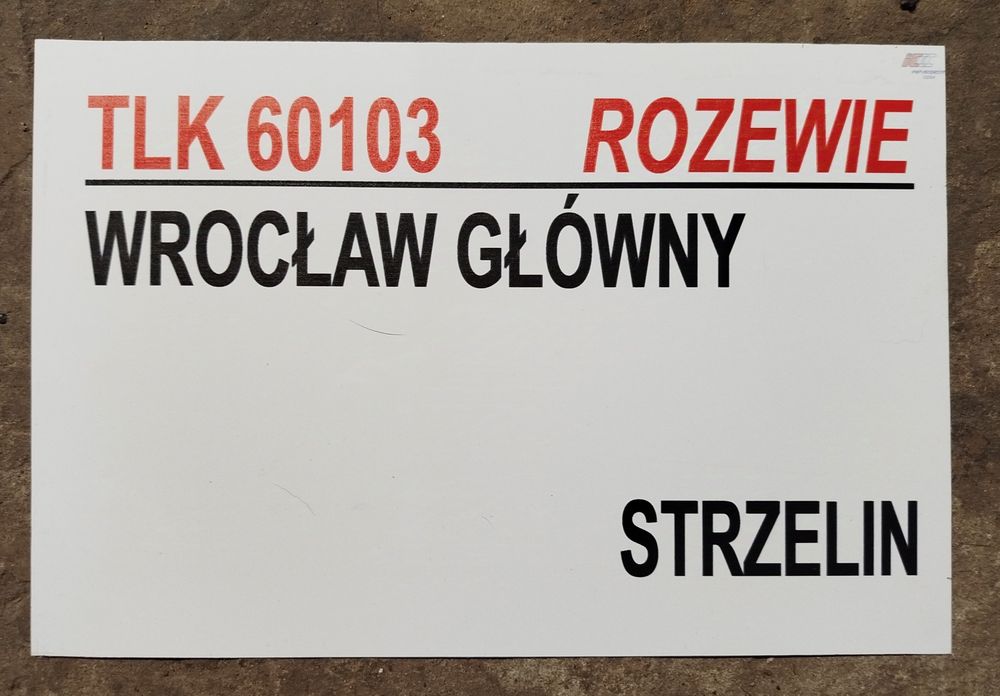 TLK 60103 ROZEWIE
WROCŁAW GŁÓWNY
STRZELIN